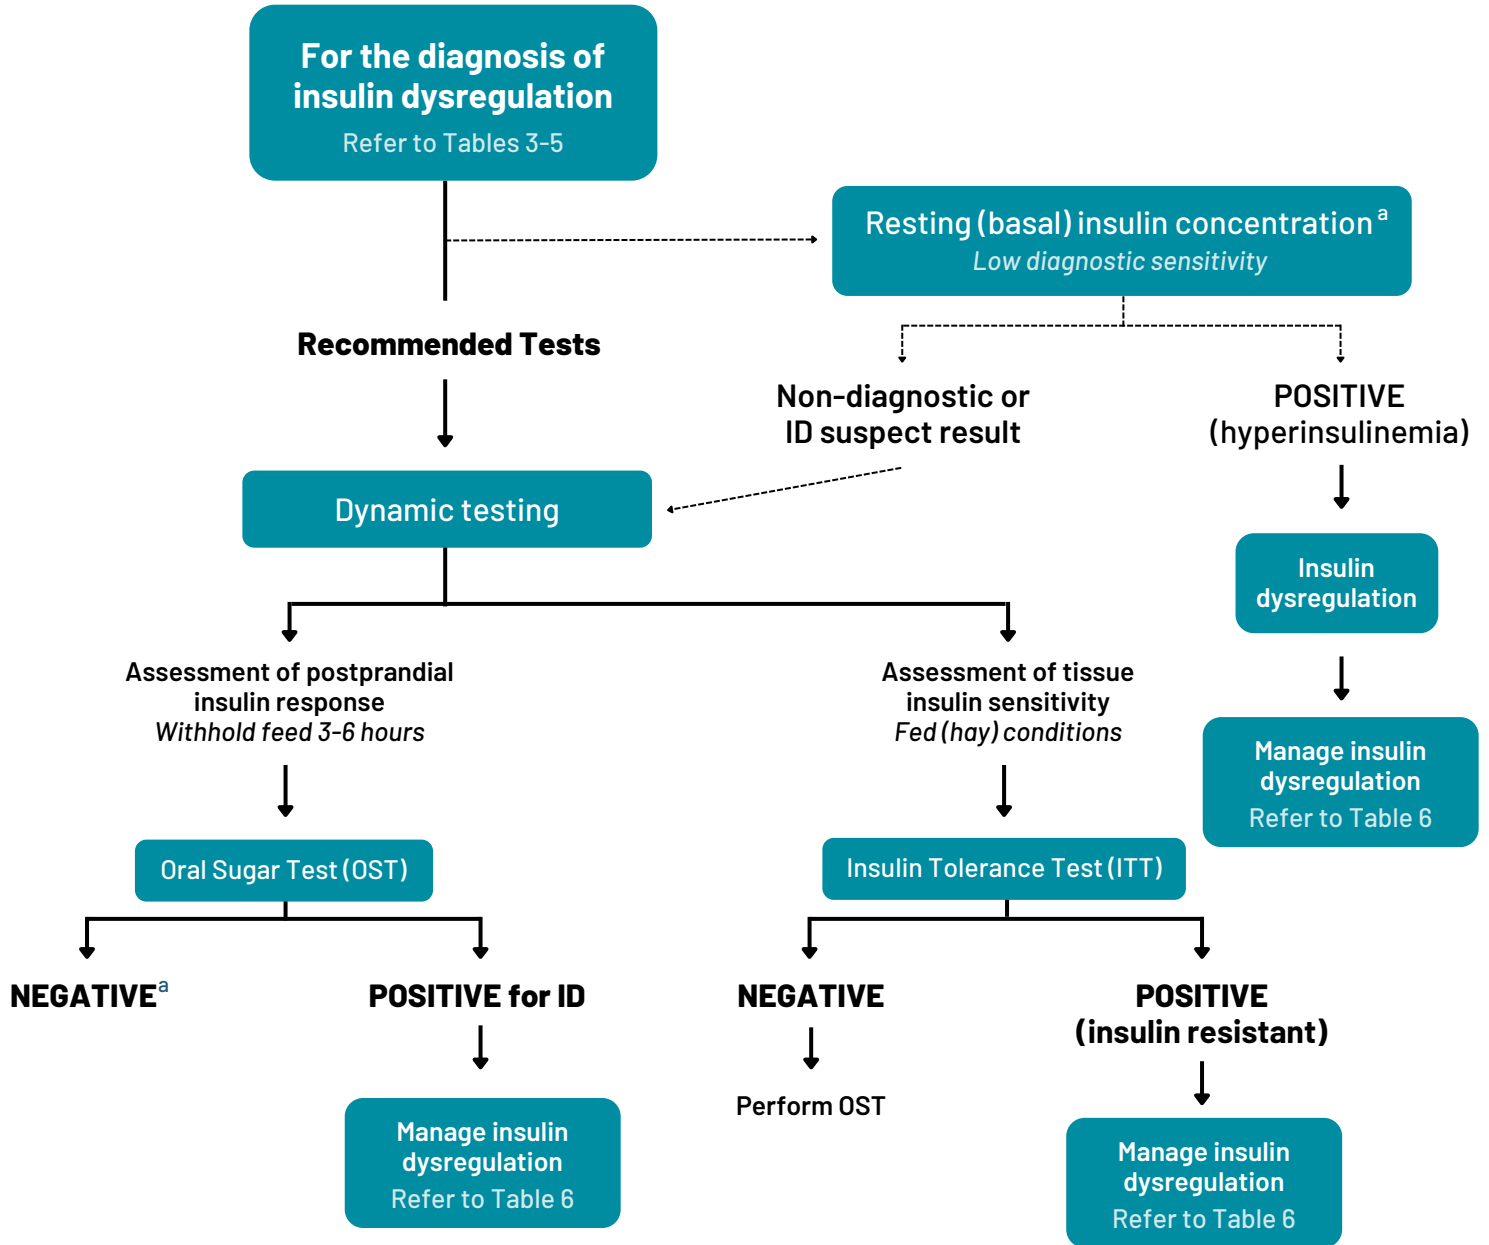 For the diagnosis of
insulin dysregulation
Refer to Tables 3-5
Resting (basal) insulin concentration a
Low diagnostic sensitivity
Recommended Tests
Non-diagnostic or
ID suspect result
POSITIVE
(hyperinsulinemia)
Dynamic testing
Insulin
dysregulation
Assessment of postprandial
insulin response
Withhold feed 3-6 hours
Assessment of tissue
insulin sensitivity
Fed (hay) conditions
Manage insulin
dysregulation
Refer to Table 6
Oral Sugar Test (OST)
Insulin Tolerance Test (ITT)
NEGATIVE a
POSITIVE for ID
NEGATIVE
POSITIVE
(insulin resistant)
Perform OST
Manage insulin
dysregulation
Refer to Table 6
Manage insulin
dysregulation
Refer to Table 6